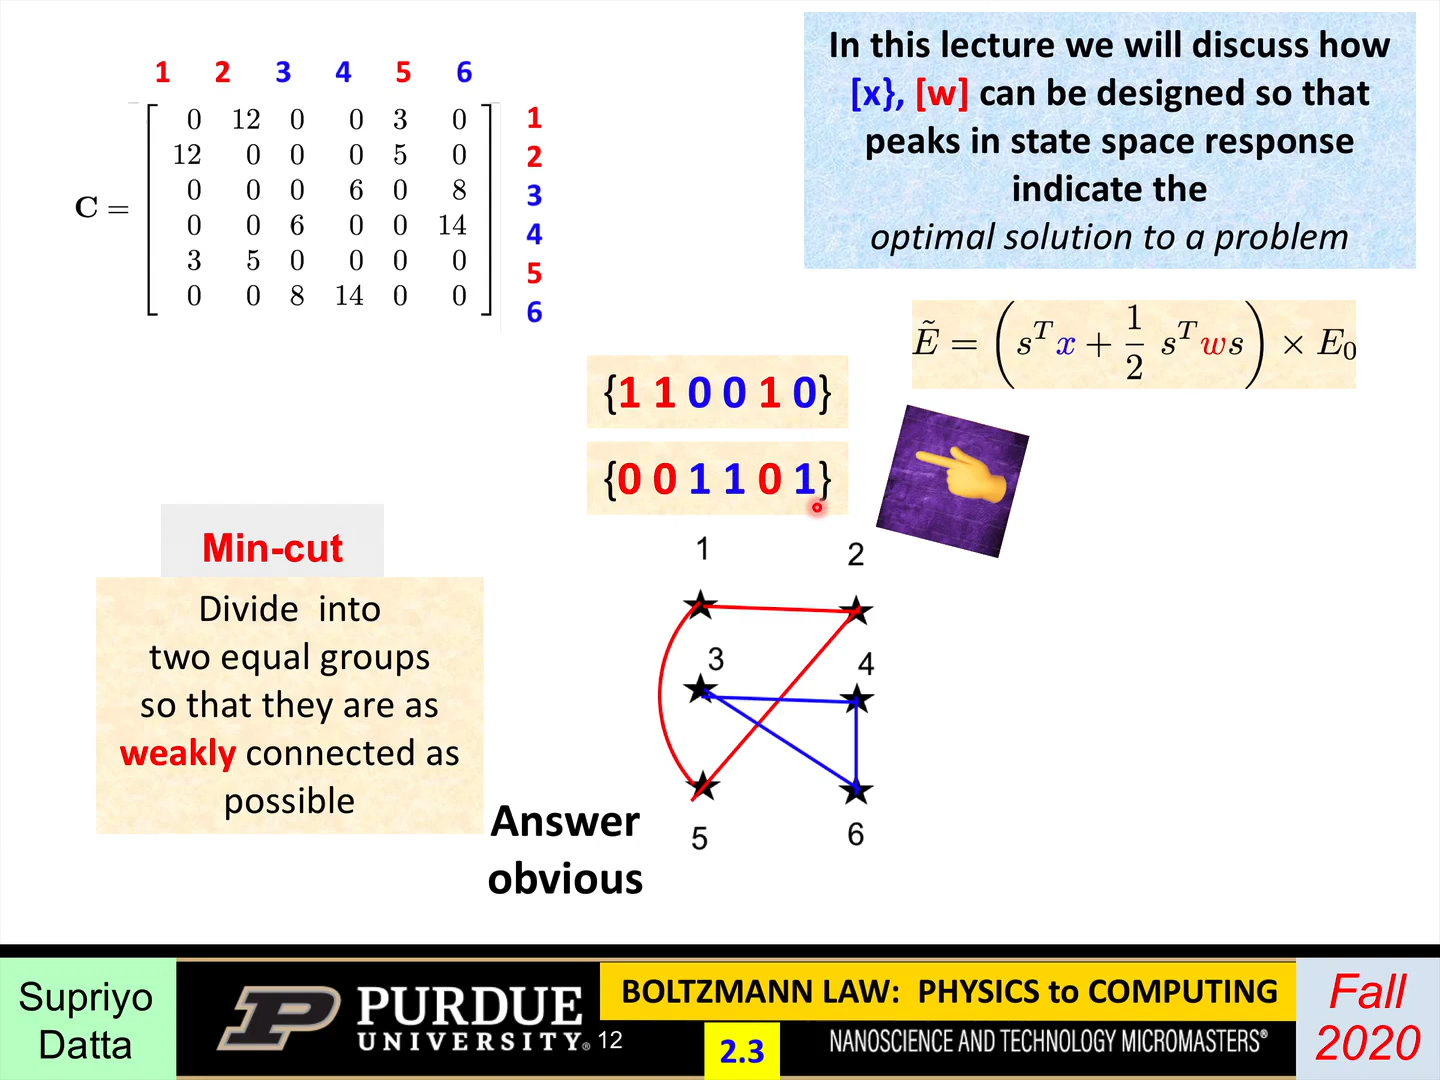 1 2 3 4 5 6
C =
0 12 0 0 3 0 1
12 0 0 0 5 0 2
0 0 0 6 0 8 3
0 0 6 0 0 14 4
3 5 0 0 0 0 5
0 0 8 14 0 0 6
In this lecture we will discuss how
[x}, [w] can be designed so that
peaks in state space response
indicate the
optimal solution to a problem
Ẽ = (sᵀx + 1/2 sᵀws) × E₀
{1 1 0 0 1 0}
{0 0 1 1 0 1}
Min-cut
Divide into
two equal groups
so that they are as
weakly connected as
possible
1 2
3 4
5 6
Answer
obvious
Supriyo
Datta
PURDUE
UNIVERSITY®
12
BOLTZMANN LAW: PHYSICS to COMPUTING
2.3
NANOSCIENCE AND TECHNOLOGY MICROMASTERS®
Fall
2020